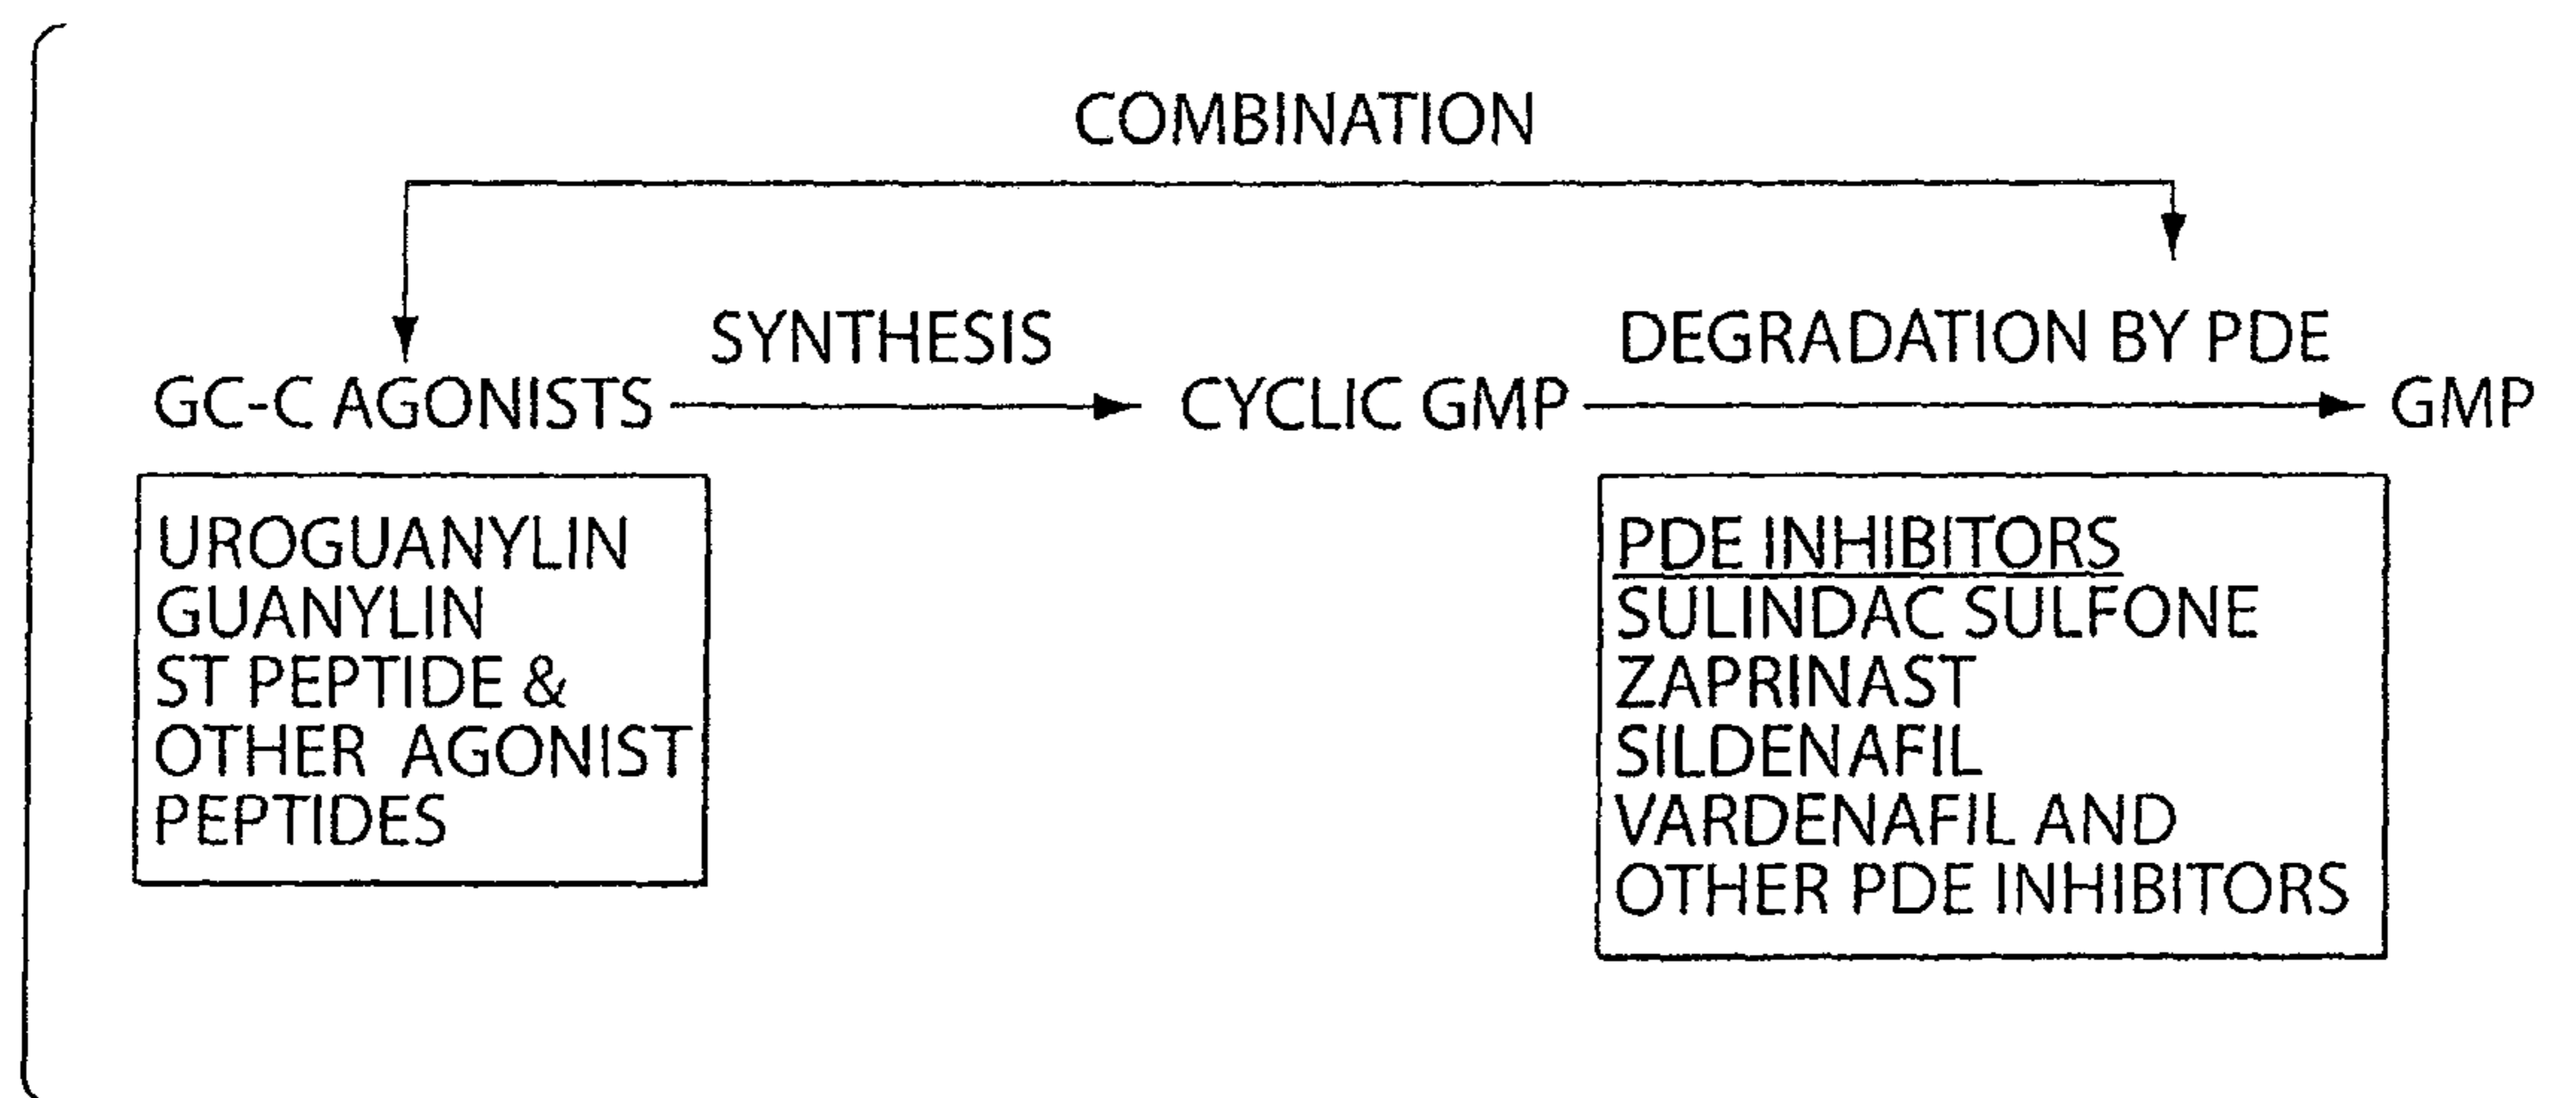 COMBINATION
SYNTHESIS
DEGRADATION BY PDE
GC-C AGONISTS
CYCLIC GMP
GMP
UROGUANYLIN
GUANYLIN
ST PEPTIDE &
OTHER AGONIST
PEPTIDES
PDE INHIBITORS
SULINDAC SULFONE
ZAPRINAST
SILDENAFIL
VARDENAFIL AND
OTHER PDE INHIBITORS